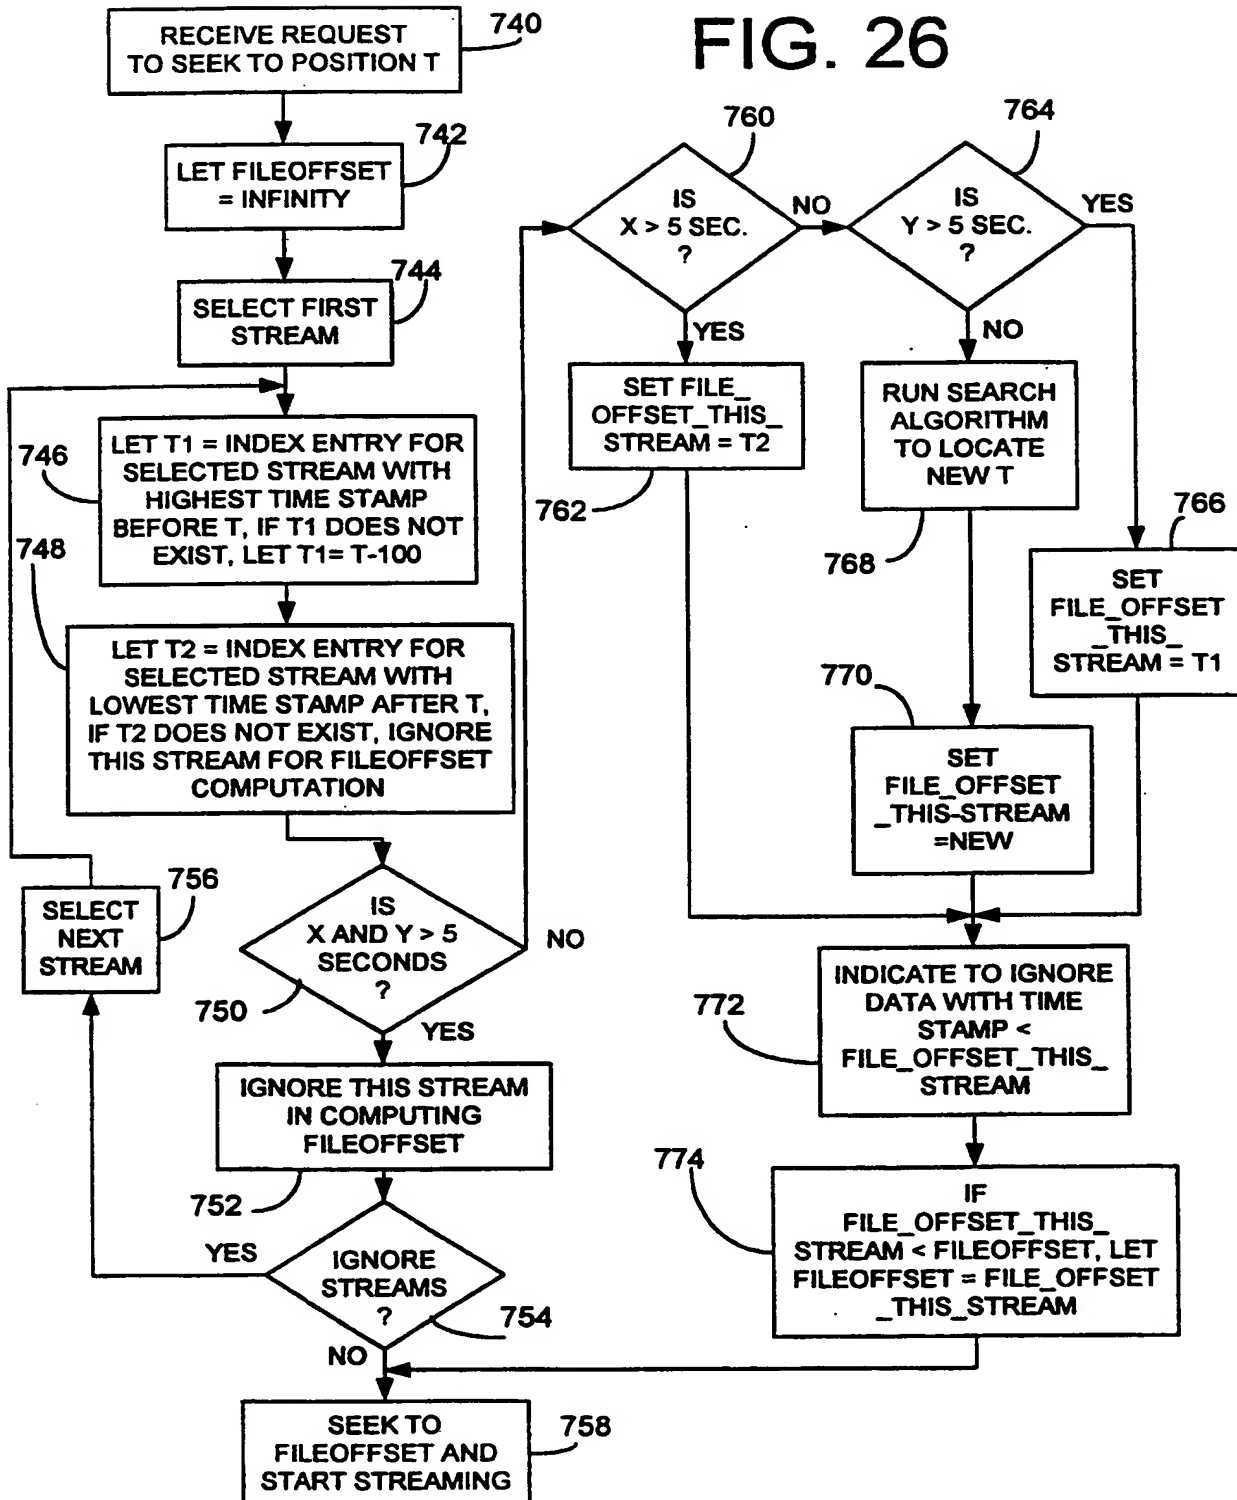 FIG. 26
RECEIVE REQUEST
TO SEEK TO POSITION T
740
LET FILEOFFSET
= INFINITY
742
SELECT FIRST
STREAM
744
LET T1 = INDEX ENTRY FOR
SELECTED STREAM WITH
HIGHEST TIME STAMP
BEFORE T, IF T1 DOES NOT
EXIST, LET T1= T-100
746
LET T2 = INDEX ENTRY FOR
SELECTED STREAM WITH
LOWEST TIME STAMP AFTER T,
IF T2 DOES NOT EXIST, IGNORE
THIS STREAM FOR FILEOFFSET
COMPUTATION
748
IS
X AND Y > 5
SECONDS
?
750
NO
YES
IGNORE THIS STREAM
IN COMPUTING
FILEOFFSET
752
IGNORE
STREAMS
?
754
YES
NO
SELECT
NEXT
STREAM
756
SEEK TO
FILEOFFSET AND
START STREAMING
758
IS
X > 5 SEC.
?
760
NO
YES
SET FILE_
OFFSET_THIS_
STREAM = T2
762
IS
Y > 5 SEC.
?
764
YES
NO
SET
FILE_OFFSET
_THIS_
STREAM = T1
766
RUN SEARCH
ALGORITHM
TO LOCATE
NEW T
768
SET
FILE_OFFSET
_THIS-STREAM
=NEW
770
INDICATE TO IGNORE
DATA WITH TIME
STAMP <
FILE_OFFSET_THIS_
STREAM
772
IF
FILE_OFFSET_THIS_
STREAM < FILEOFFSET, LET
FILEOFFSET = FILE_OFFSET
_THIS_STREAM
774